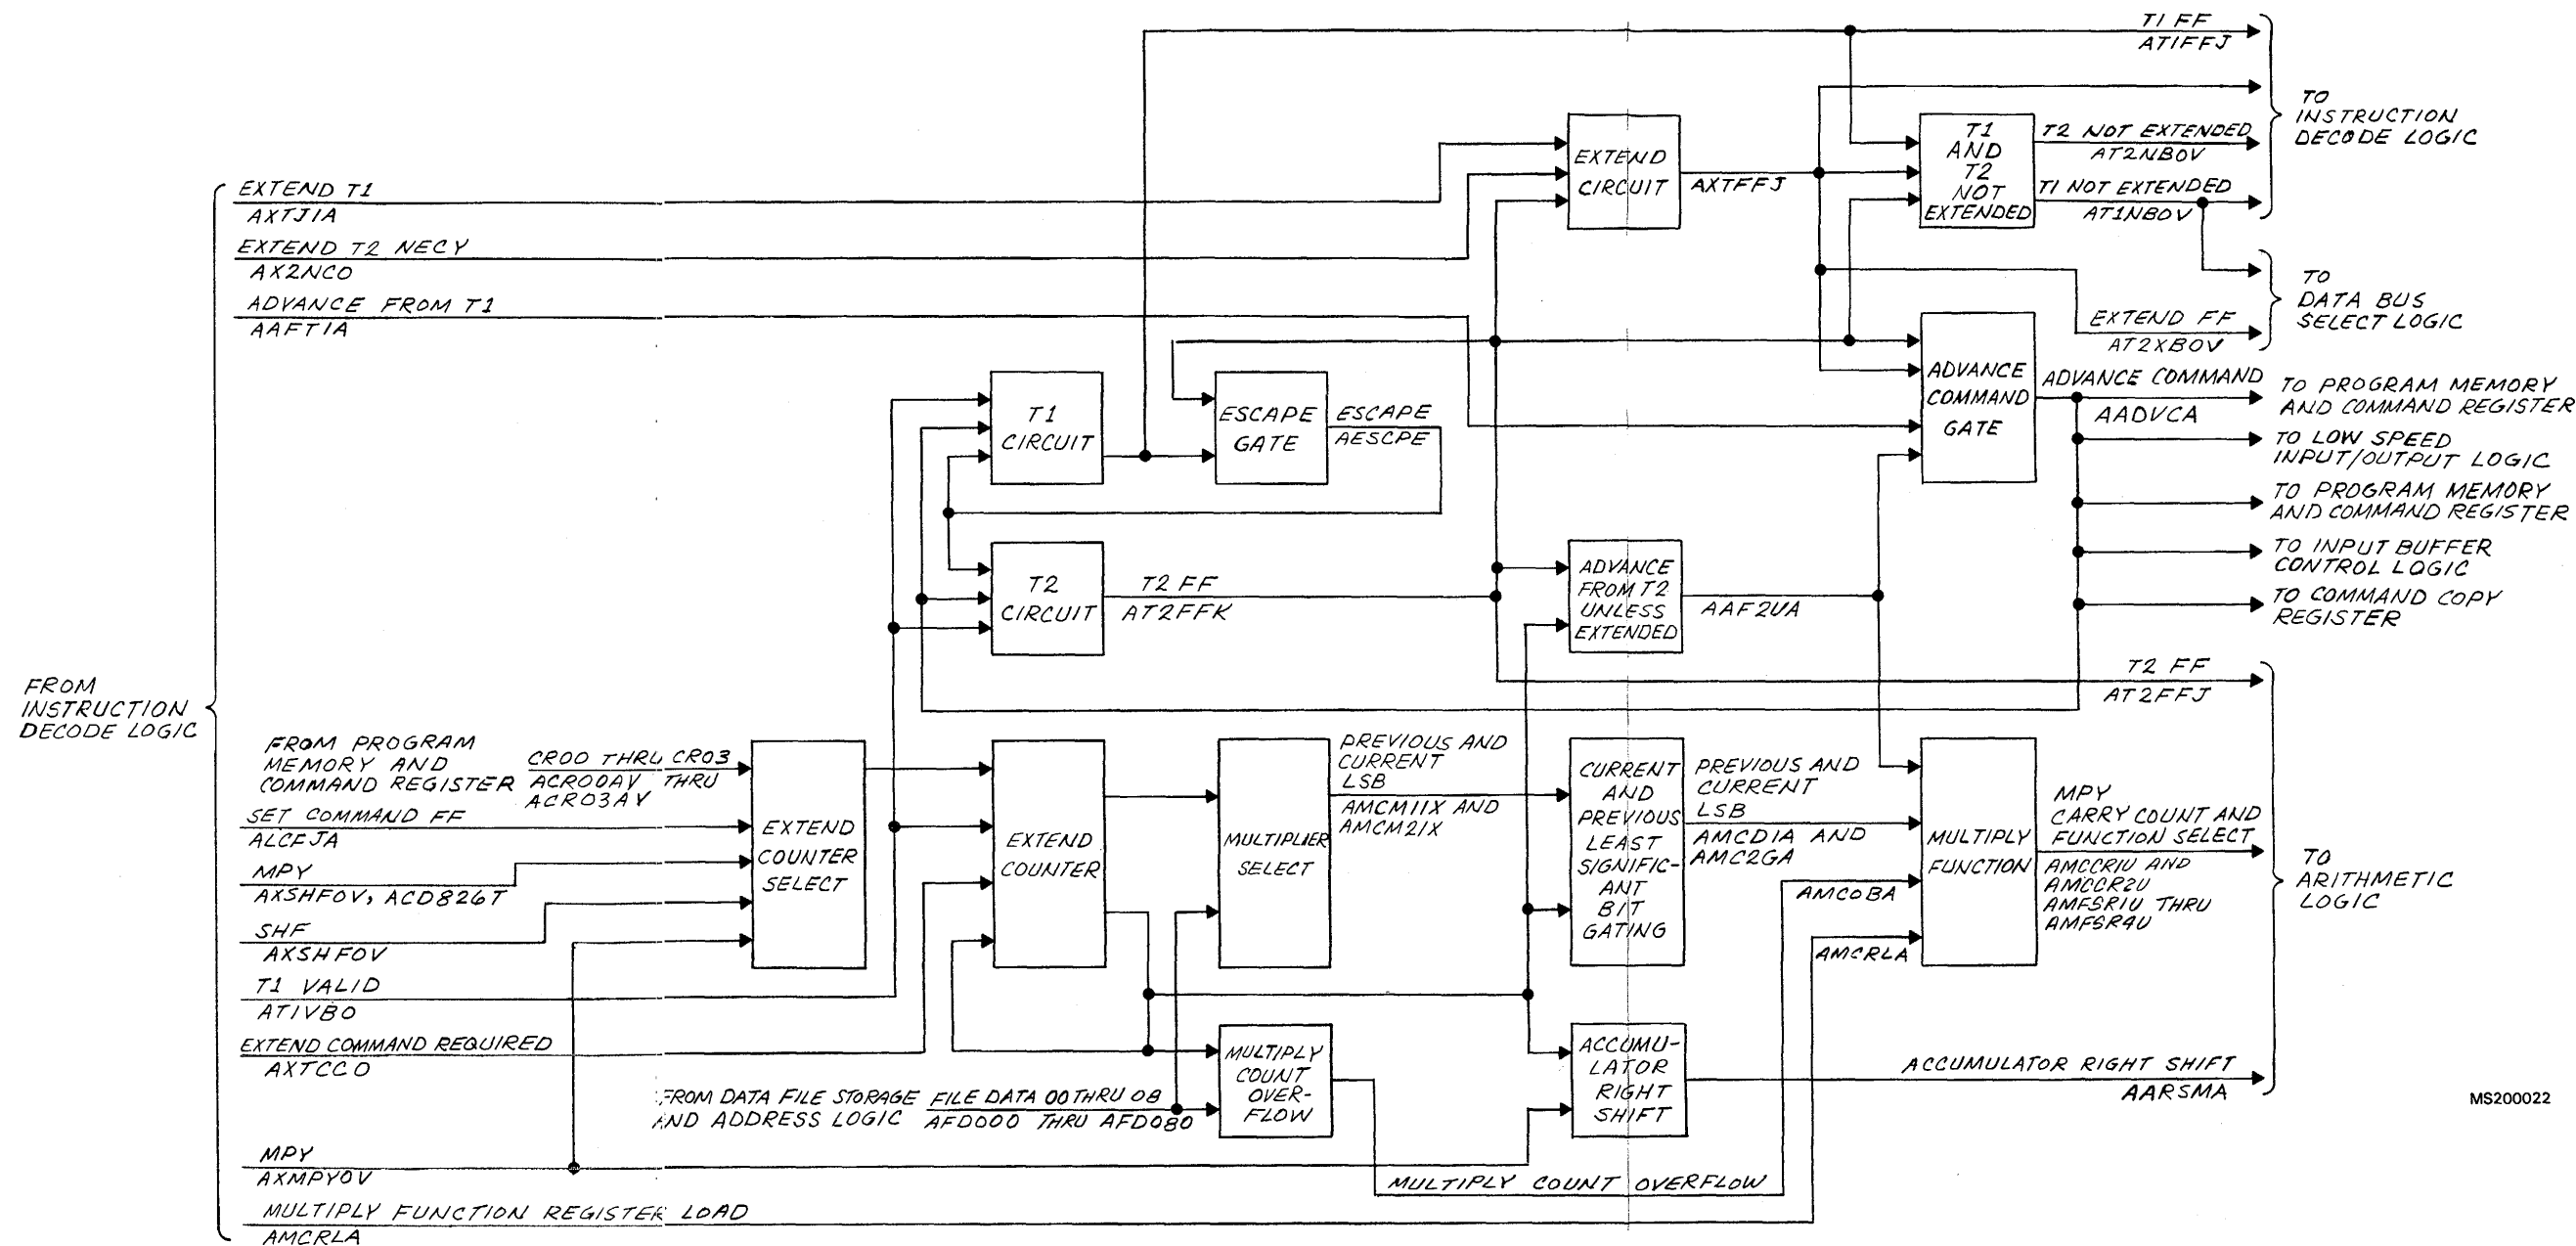 T1 FF
AT1FFJ
TO
INSTRUCTION
DECODE LOGIC
T1
AND
T2
NOT
EXTENDED
T2 NOT EXTENDED
AT2NBOV
T1 NOT EXTENDED
AT1NBOV
EXTEND
CIRCUIT
AXTFFJ
EXTEND T1
AXTJ1A
EXTEND T2 NECY
AX2NCO
ADVANCE FROM T1
AAFT1A
TO
DATA BUS
SELECT LOGIC
EXTEND FF
AT2XBOV
T1
CIRCUIT
ESCAPE
GATE
ESCAPE
AESCPE
ADVANCE
COMMAND
GATE
ADVANCE COMMAND
AADVCA
TO PROGRAM MEMORY
AND COMMAND REGISTER
TO LOW SPEED
INPUT/OUTPUT LOGIC
TO PROGRAM MEMORY
AND COMMAND REGISTER
TO INPUT BUFFER
CONTROL LOGIC
TO COMMAND COPY
REGISTER
T2
CIRCUIT
T2 FF
AT2FFK
ADVANCE
FROM T2
UNLESS
EXTENDED
AAF2UA
T2 FF
AT2FFJ
FROM
INSTRUCTION
DECODE LOGIC
FROM PROGRAM
MEMORY AND
COMMAND REGISTER
CR00 THRU CR03
ACR00AV THRU
ACR03AV
SET COMMAND FF
ALCFJA
MPY
AXSHFOV, ACD826T
SHF
AXSHFOV
T1 VALID
AT1VBO
EXTEND COMMAND REQUIRED
AXTCCO
EXTEND
COUNTER
SELECT
EXTEND
COUNTER
MULTIPLIER
SELECT
PREVIOUS AND
CURRENT
LSB
AMCM11X AND
AMCM21X
CURRENT
AND
PREVIOUS
LEAST
SIGNIFIC-
ANT
BIT
GATING
PREVIOUS AND
CURRENT
LSB
AMCD1A AND
AMC2GA
AMCOBA
AMCRLA
MULTIPLY
FUNCTION
MPY
CARRY COUNT AND
FUNCTION SELECT
AMCCR1U AND
AMCCR2U
AMFSR1U THRU
AMFSR4U
TO
ARITHMETIC
LOGIC
FROM DATA FILE STORAGE
AND ADDRESS LOGIC
FILE DATA 00 THRU 08
AFD000 THRU AFD080
MULTIPLY
COUNT
OVER-
FLOW
ACCUMU-
LATOR
RIGHT
SHIFT
ACCUMULATOR RIGHT SHIFT
AARSMA
MS200022
MPY
AXMPYOV
MULTIPLY COUNT OVERFLOW
MULTIPLY FUNCTION REGISTER LOAD
AMCRLA